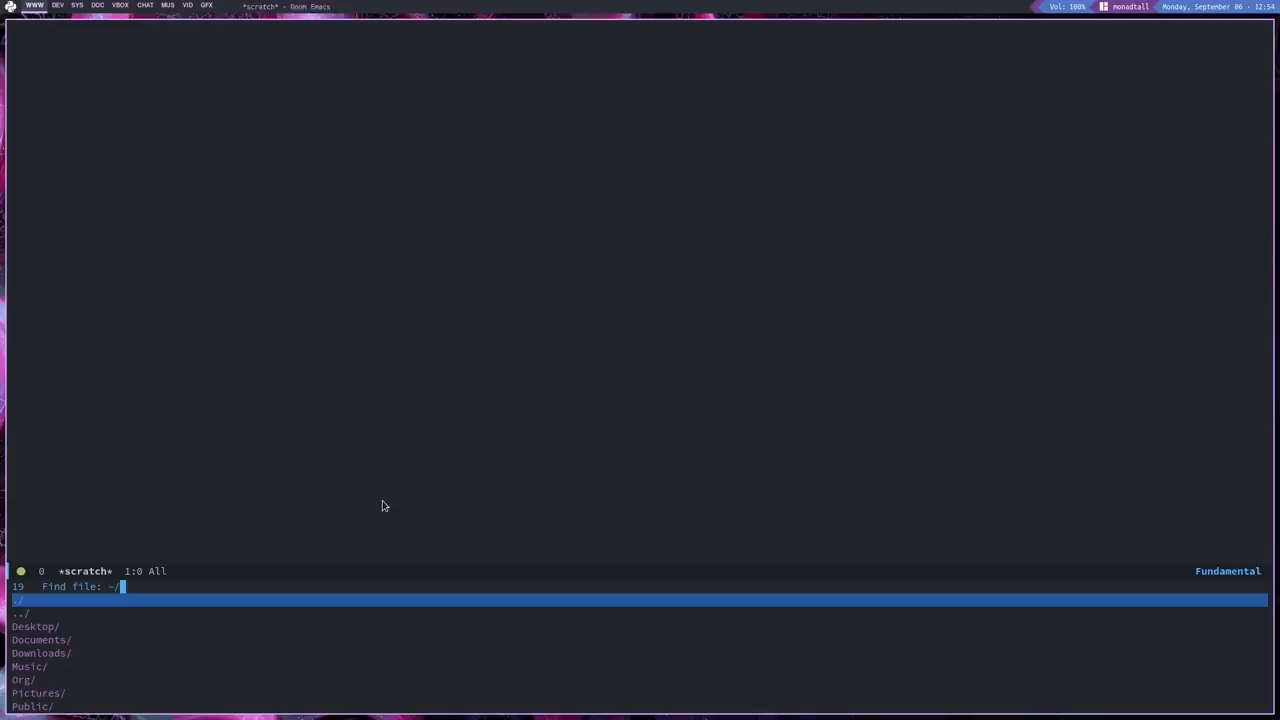 WWW DEV SYS DOC VBOX CHAT MUS VID GFX *scratch* – Doom Emacs Vol: 100% monadtall Monday, September 06 - 12:54
0 *scratch* 1:0 All Fundamental
19 Find file: ~/
./
../
Desktop/
Documents/
Downloads/
Music/
Org/
Pictures/
Public/